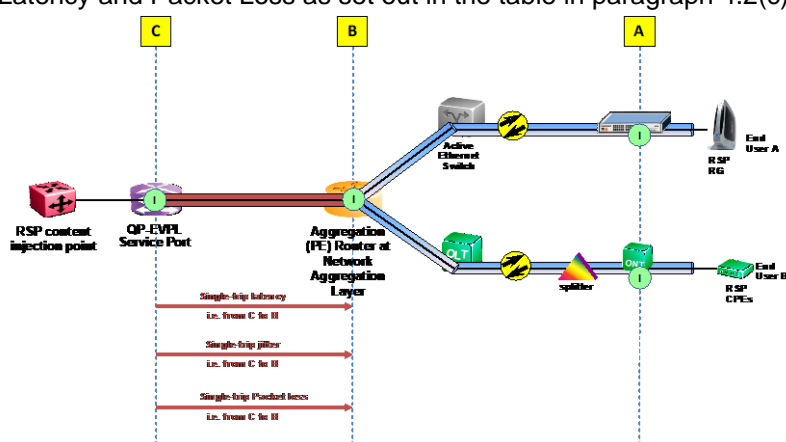 Latency and Packet Loss as set out in the table in paragraph 4.2(c)
C
B
A
Active
Ethernet
Switch
I
RSP
RG
End
User A
RSP content
injection point
I
QP-EVPL
Service Port
I
Aggregation
(PE) Router at
Network
Aggregation
Layer
OLT
splitter
ONT
I
RSP
CPEs
End
User B
Single-trip latency
i.e. from C to B
Single-trip jitter
i.e. from C to B
Single-trip Packet loss
i.e. from C to B